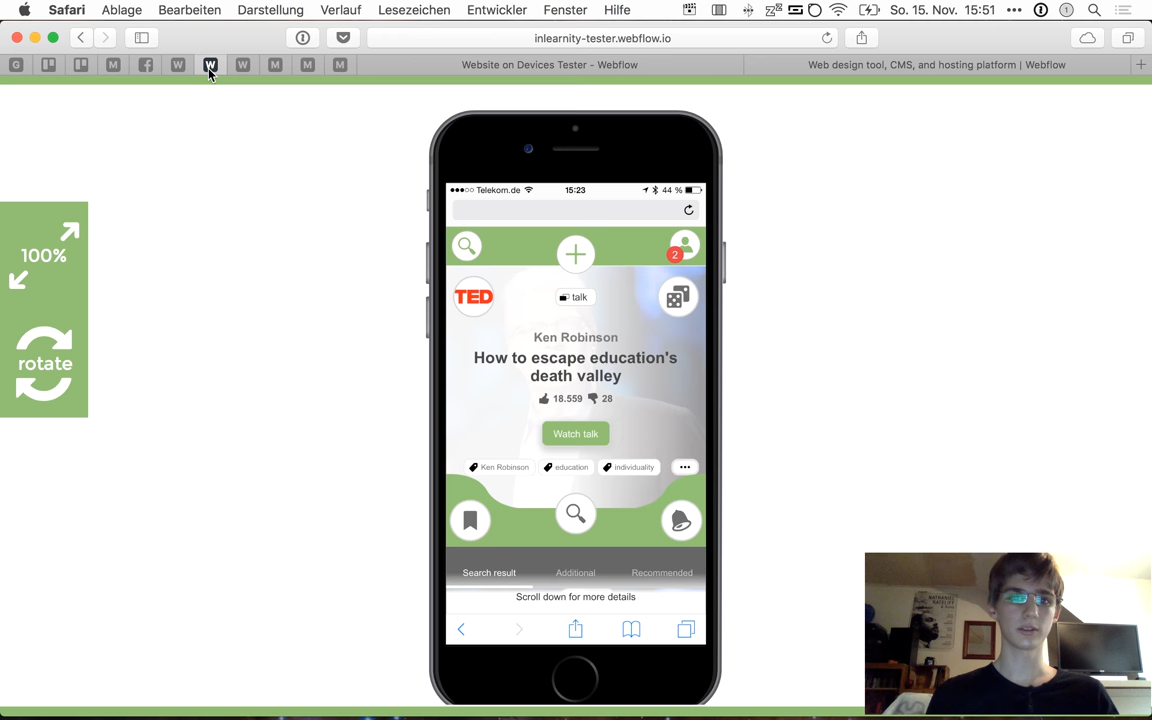 Safari Ablage Bearbeiten Darstellung Verlauf Lesezeichen Entwickler Fenster Hilfe So. 15. Nov. 15:51 1
inlearnity-tester.webflow.io
G M W W W M M M Website on Devices Tester - Webflow Web design tool, CMS, and hosting platform | Webflow
Telekom.de 15:23 44 %
2
TED talk
Ken Robinson
How to escape education's
death valley
18.559 28
Watch talk
Ken Robinson education individuality
Search result Additional Recommended
Scroll down for more details
100%
rotate